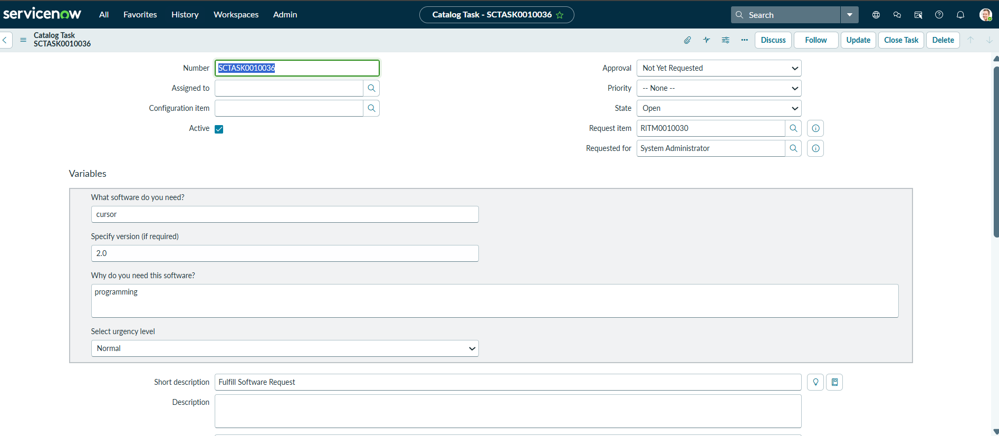 servicenow All Favorites History Workspaces Admin Catalog Task - SCTASK0010036 Search
Catalog Task
SCTASK0010036
Discuss Follow Update Close Task Delete
Number SCTASK0010036
Assigned to
Configuration item
Active
Approval Not Yet Requested
Priority -- None --
State Open
Request item RITM0010030
Requested for System Administrator
Variables
What software do you need?
cursor
Specify version (if required)
2.0
Why do you need this software?
programming
Select urgency level
Normal
Short description Fulfill Software Request
Description